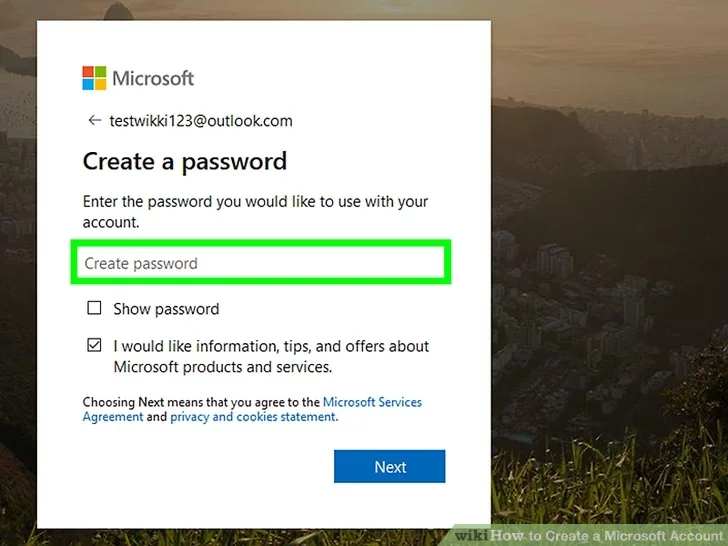 Microsoft
testwikki123@outlook.com
Create a password
Enter the password you would like to use with your
account.
Create password
Show password
I would like information, tips, and offers about
Microsoft products and services.
Choosing Next means that you agree to the Microsoft Services
Agreement and privacy and cookies statement.
Next
wikiHow to Create a Microsoft Account